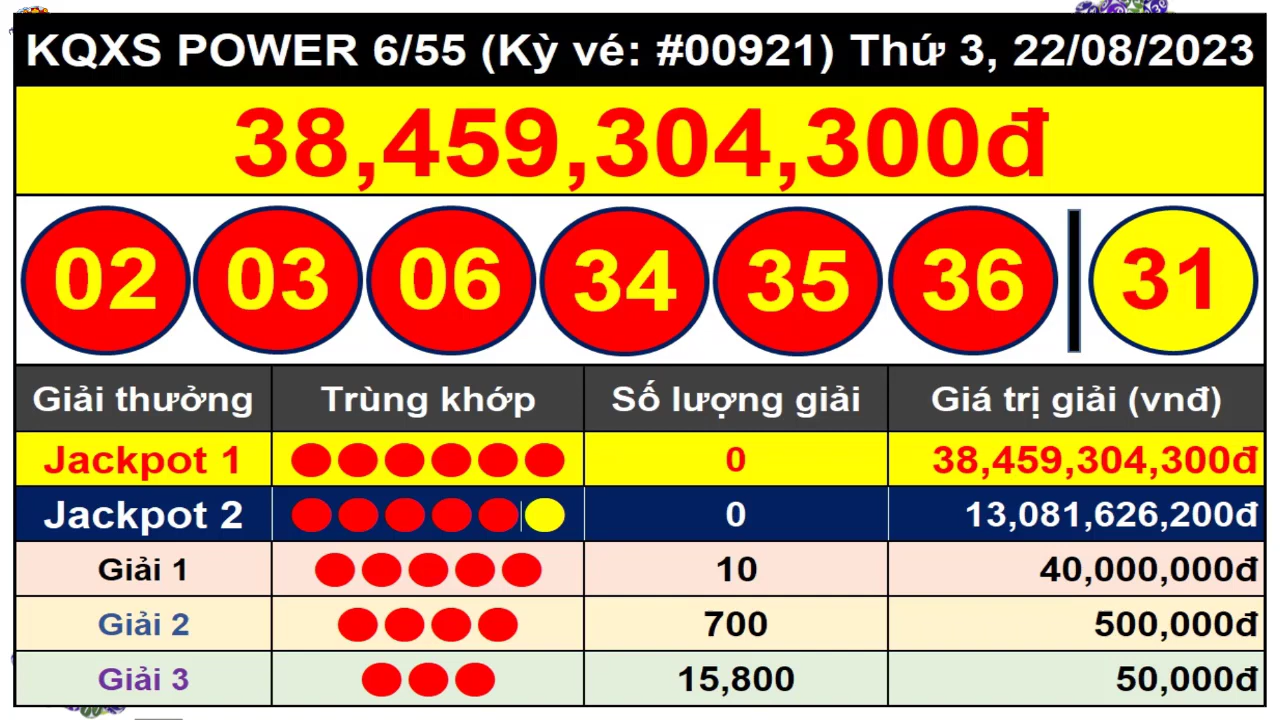 KQXS POWER 6/55 (Kỳ vé: #00921) Thứ 3, 22/08/2023
38,459,304,300đ
02 03 06 34 35 36 31
Giải thưởng Trùng khớp Số lượng giải Giá trị giải (vnđ)
Jackpot 1 0 38,459,304,300đ
Jackpot 2 0 13,081,626,200đ
Giải 1 10 40,000,000đ
Giải 2 700 500,000đ
Giải 3 15,800 50,000đ